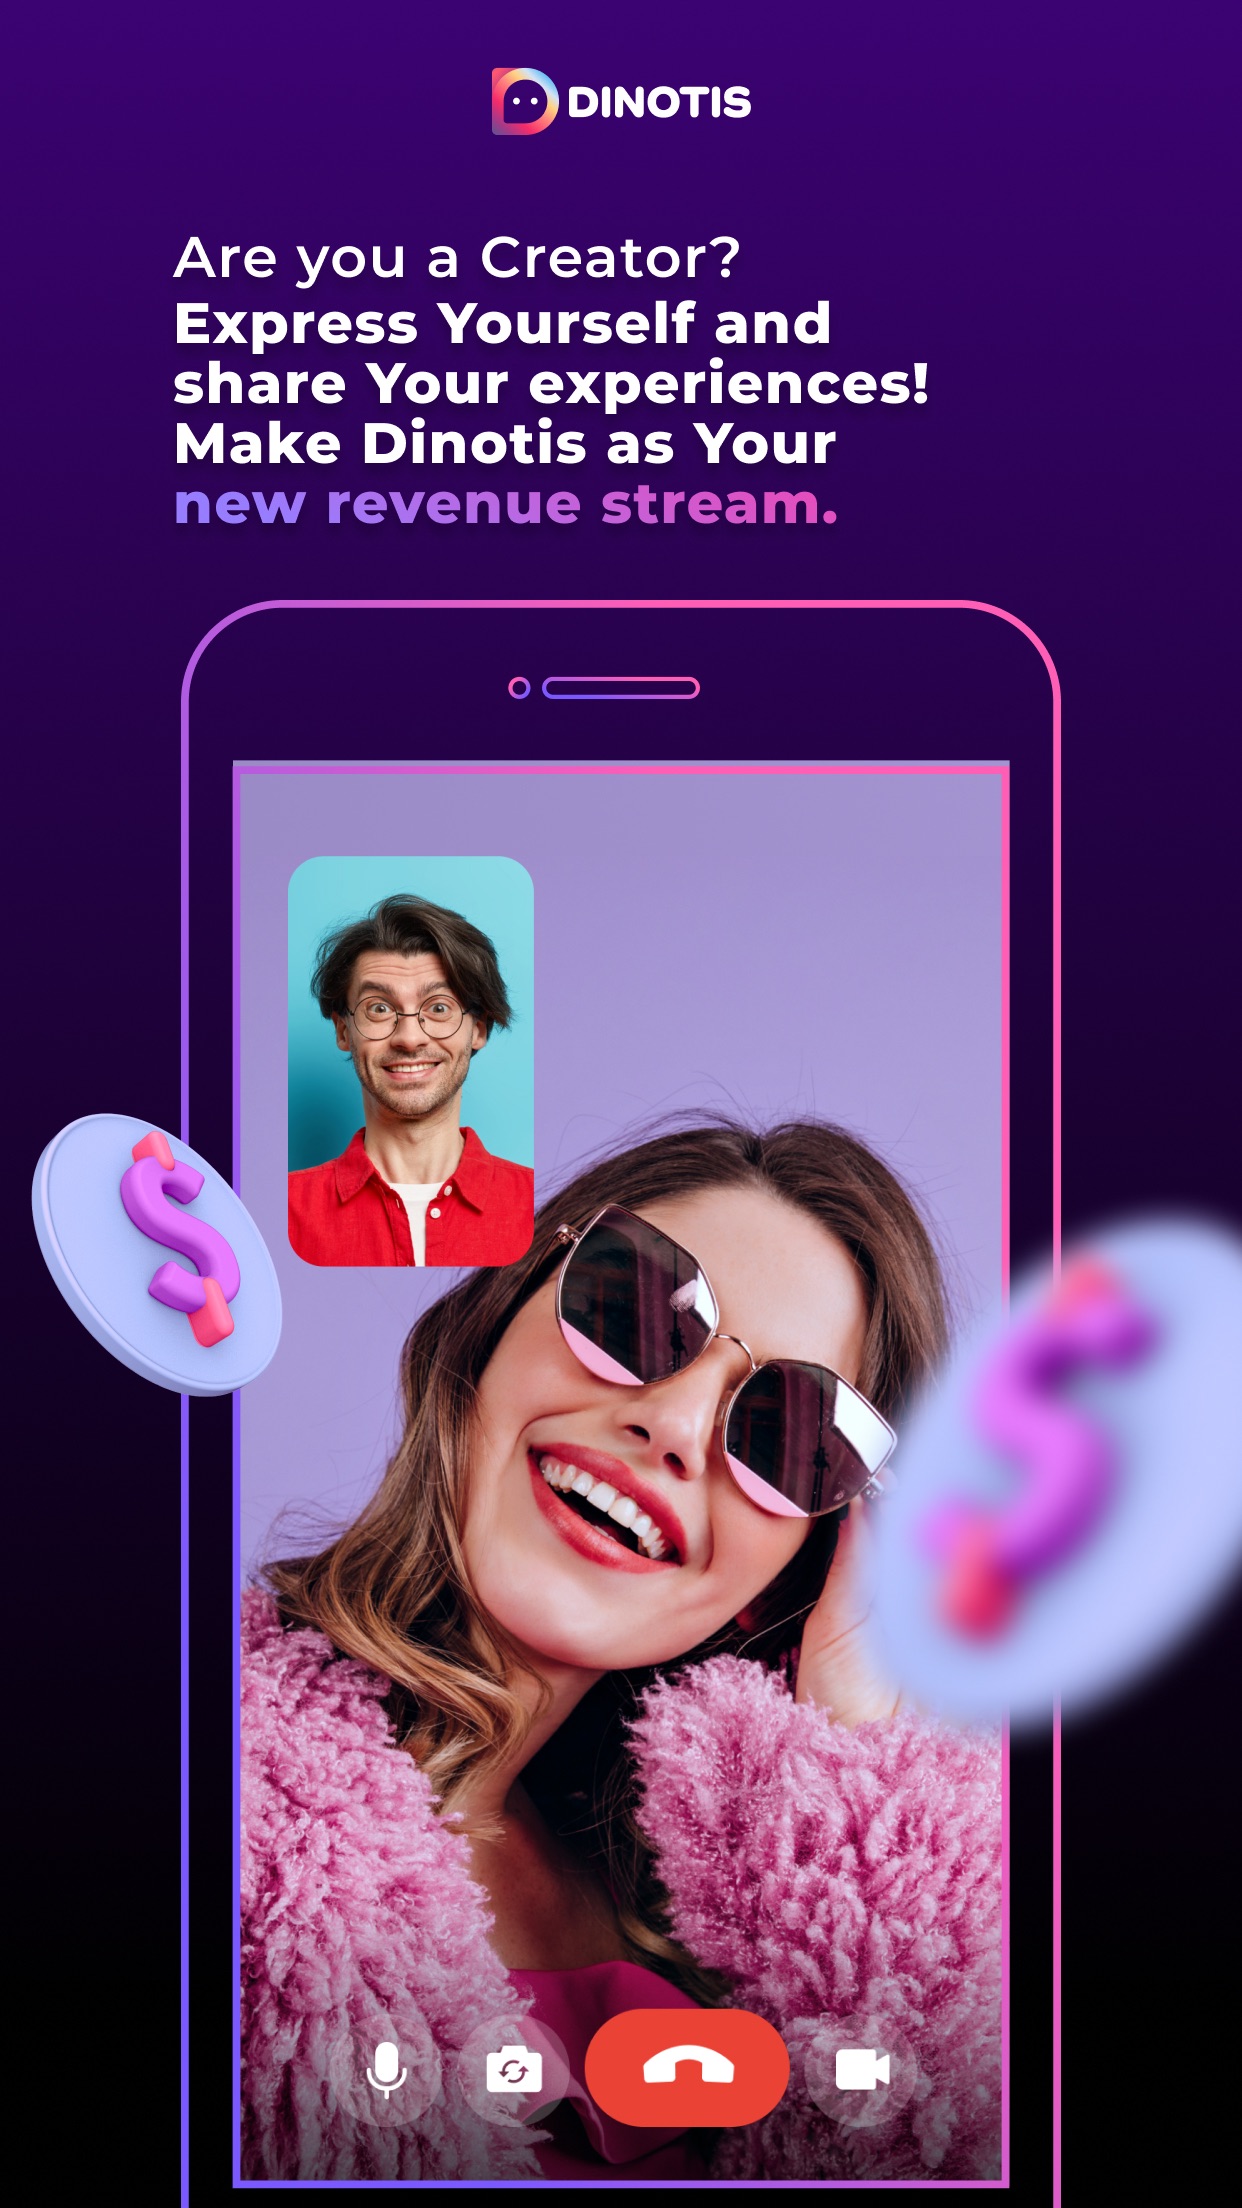 DINOTIS
Are you a Creator?
Express Yourself and
share Your experiences!
Make Dinotis as Your
new revenue stream.
$
$